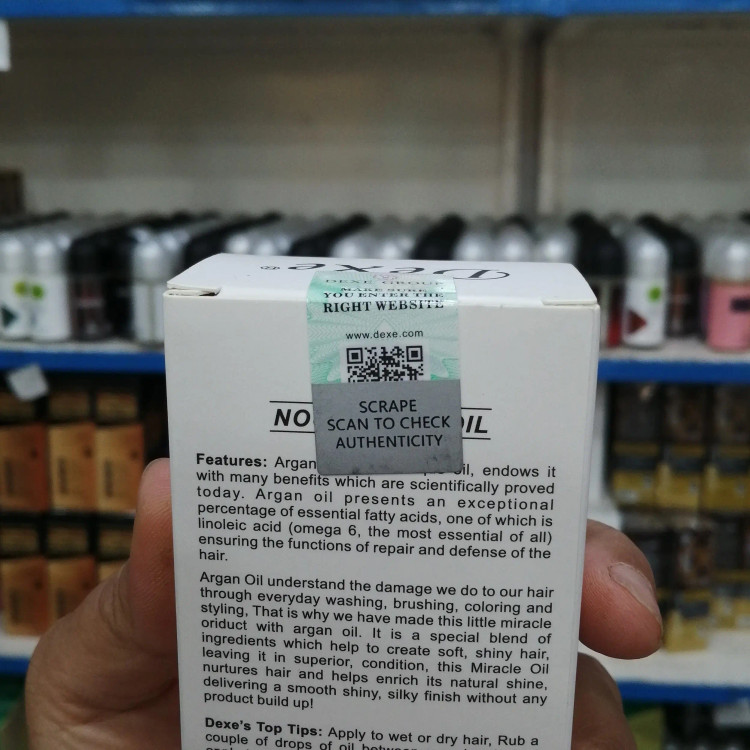 Dexe ®
DEXE GROUP
MAKE SURE
YOU ENTER THE
RIGHT WEBSITE
www.dexe.com
SCRAPE
SCAN TO CHECK
AUTHENTICITY
NO OIL
Features: Argan oil, endows it
with many benefits which are scientifically proved
today. Argan oil presents an exceptional
percentage of essential fatty acids, one of which is
linoleic acid (omega 6, the most essential of all)
ensuring the functions of repair and defense of the
hair.
Argan Oil understand the damage we do to our hair
through everyday washing, brushing, coloring and
styling, That is why we have made this little miracle
oriduct with argan oil. It is a special blend of
ingredients which help to create soft, shiny hair,
leaving it in superior, condition, this Miracle Oil
nurtures hair and helps enrich its natural shine,
delivering a smooth shiny, silky finish without any
product build up!
Dexe's Top Tips: Apply to wet or dry hair, Rub a
couple of drops of oil between